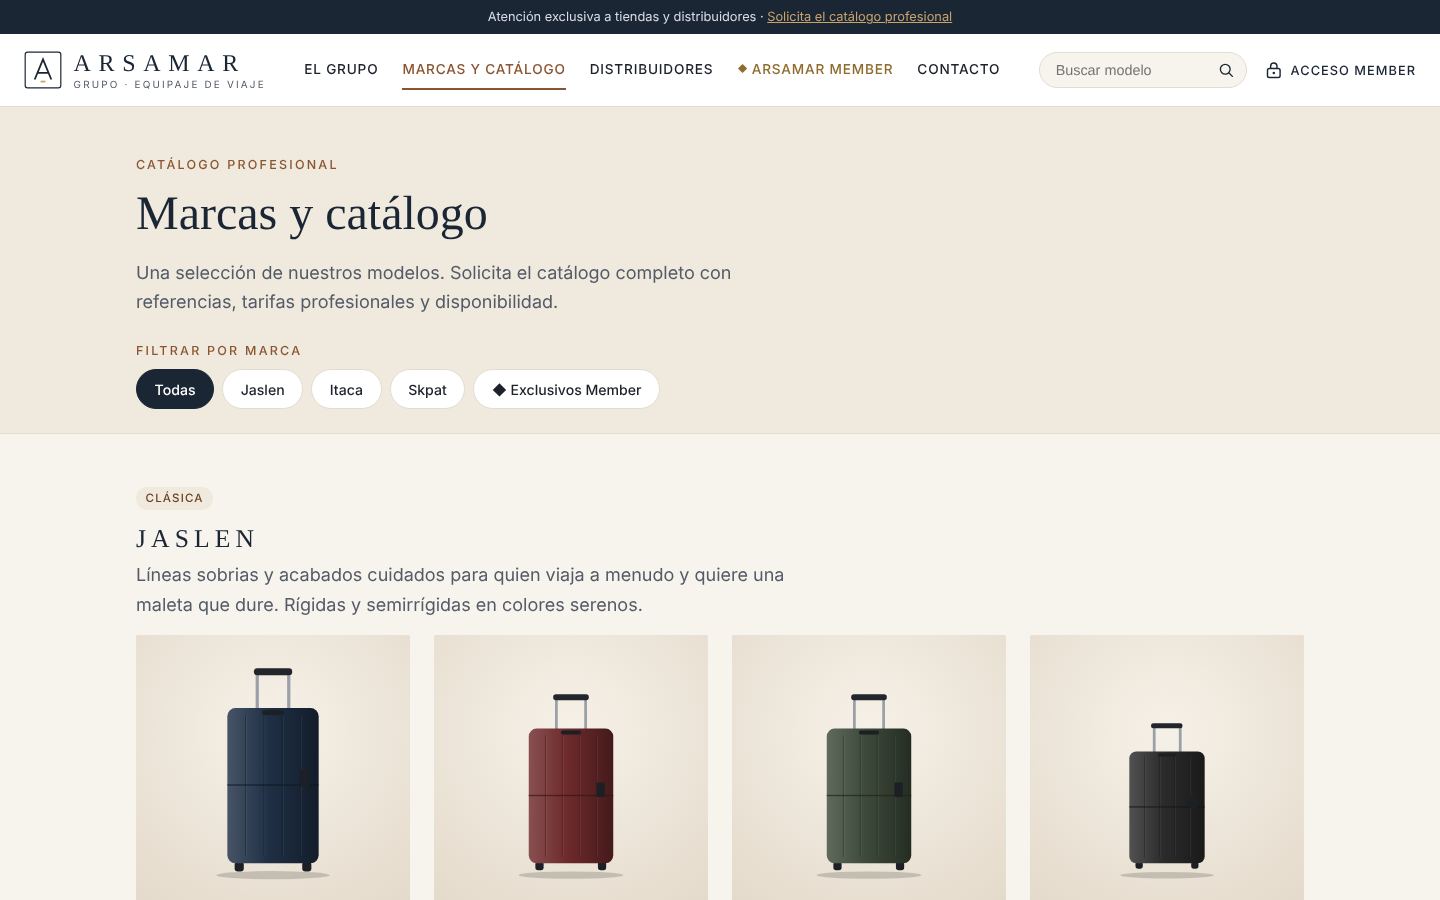 Atención exclusiva a tiendas y distribuidores · Solicita el catálogo profesional
A ARSAMAR
GRUPO · EQUIPAJE DE VIAJE
EL GRUPO MARCAS Y CATÁLOGO DISTRIBUIDORES ◆ ARSAMAR MEMBER CONTACTO
Buscar modelo
ACCESO MEMBER
CATÁLOGO PROFESIONAL
Marcas y catálogo
Una selección de nuestros modelos. Solicita el catálogo completo con
referencias, tarifas profesionales y disponibilidad.
FILTRAR POR MARCA
Todas Jaslen Itaca Skpat ◆ Exclusivos Member
CLÁSICA
JASLEN
Líneas sobrias y acabados cuidados para quien viaja a menudo y quiere una
maleta que dure. Rígidas y semirrígidas en colores serenos.